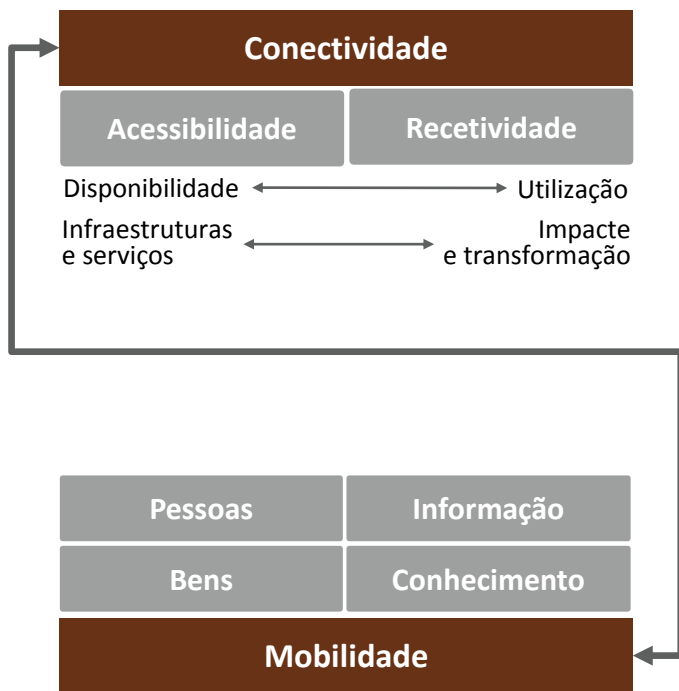 Conectividade
Acessibilidade
Recetividade
Disponibilidade
Utilização
Infraestruturas
e serviços
Impacte
e transformação
Pessoas
Informação
Bens
Conhecimento
Mobilidade